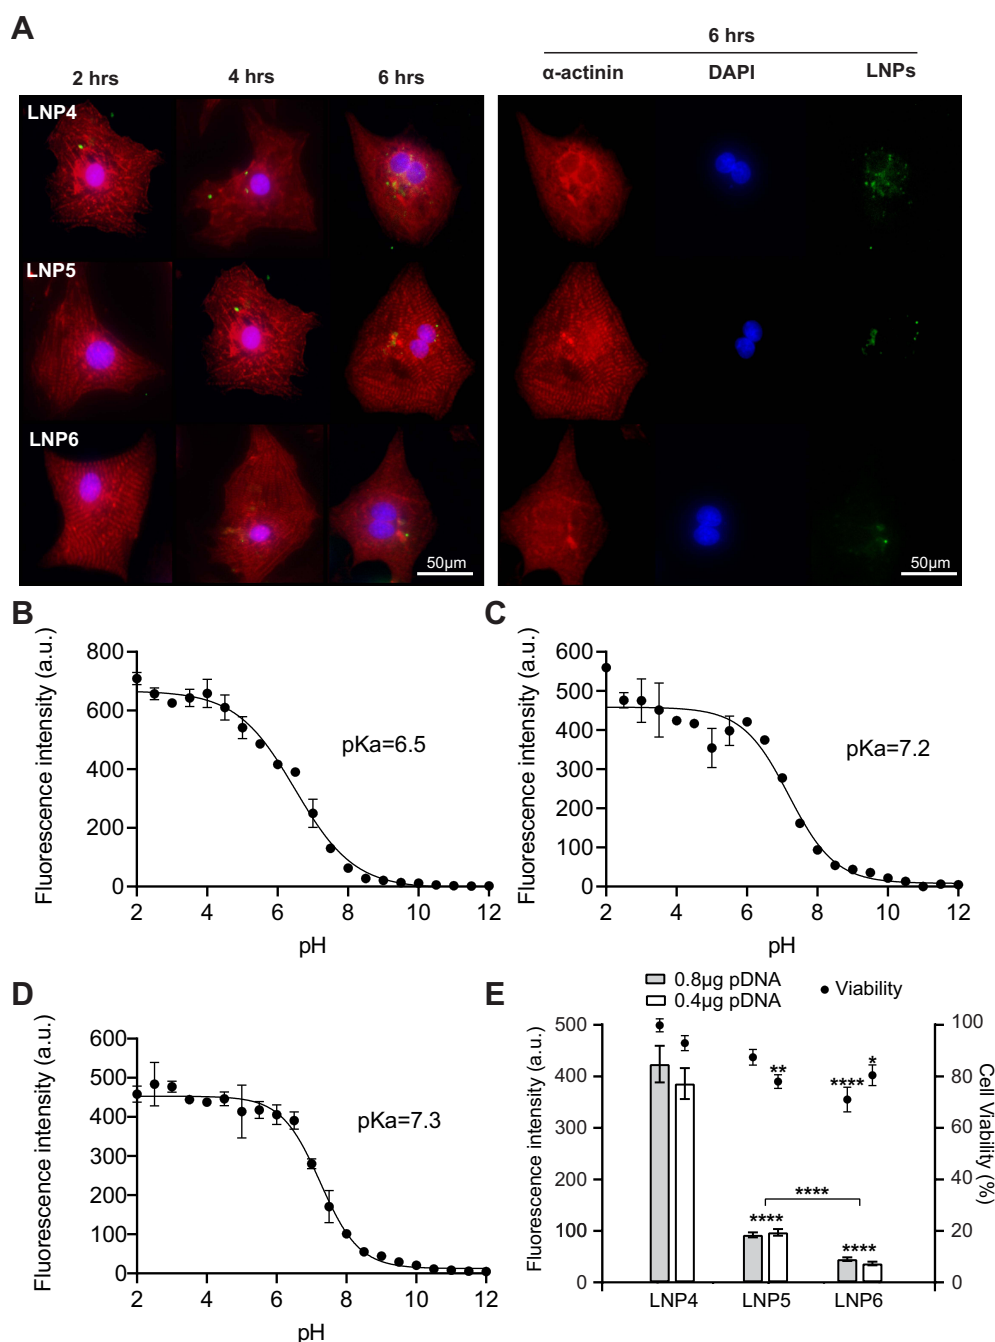 A
6 hrs
2 hrs 4 hrs 6 hrs α-actinin DAPI LNPs
LNP4
LNP5
LNP6
50µm 50µm
B
Fluorescence intensity (a.u.)
800
600
400
200
0
2 4 6 8 10 12
pH
pKa=6.5
C
Fluorescence intensity (a.u.)
600
500
400
300
200
100
0
2 4 6 8 10 12
pH
pKa=7.2
D
Fluorescence intensity (a.u.)
600
500
400
300
200
100
0
2 4 6 8 10 12
pH
pKa=7.3
E
0.8µg pDNA
0.4µg pDNA
Viability
Fluorescence intensity (a.u.)
500
400
300
200
100
0
100
80
60
40
20
0
Cell Viability (%)
** **** *
****
**** ****
LNP4 LNP5 LNP6